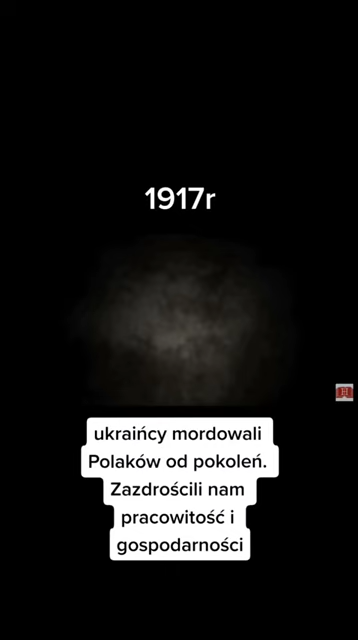 1917r
ukraińcy mordowali
Polaków od pokoleń.
Zazdrościli nam
pracowitość i
gospodarności